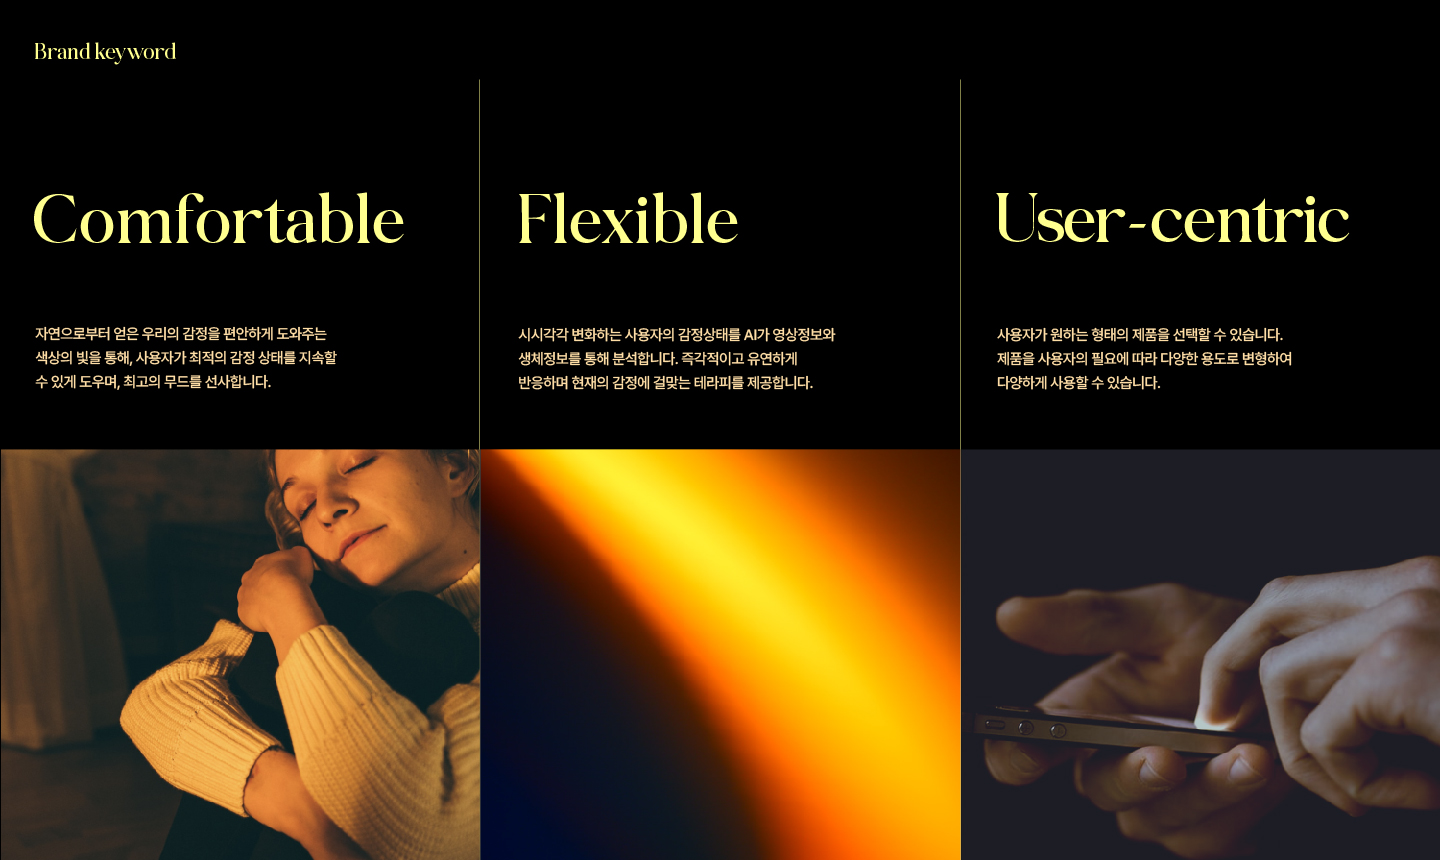 Brand keyword
Comfortable
자연으로부터 얻은 우리의 감정을 편안하게 도와주는
색상의 빛을 통해, 사용자가 최적의 감정 상태를 지속할
수 있게 도우며, 최고의 무드를 선사합니다.
Flexible
시시각각 변화하는 사용자의 감정상태를 AI가 영상정보와
생체정보를 통해 분석합니다. 즉각적이고 유연하게
반응하며 현재의 감정에 걸맞는 테라피를 제공합니다.
User-centric
사용자가 원하는 형태의 제품을 선택할 수 있습니다.
제품을 사용자의 필요에 따라 다양한 용도로 변형하여
다양하게 사용할 수 있습니다.